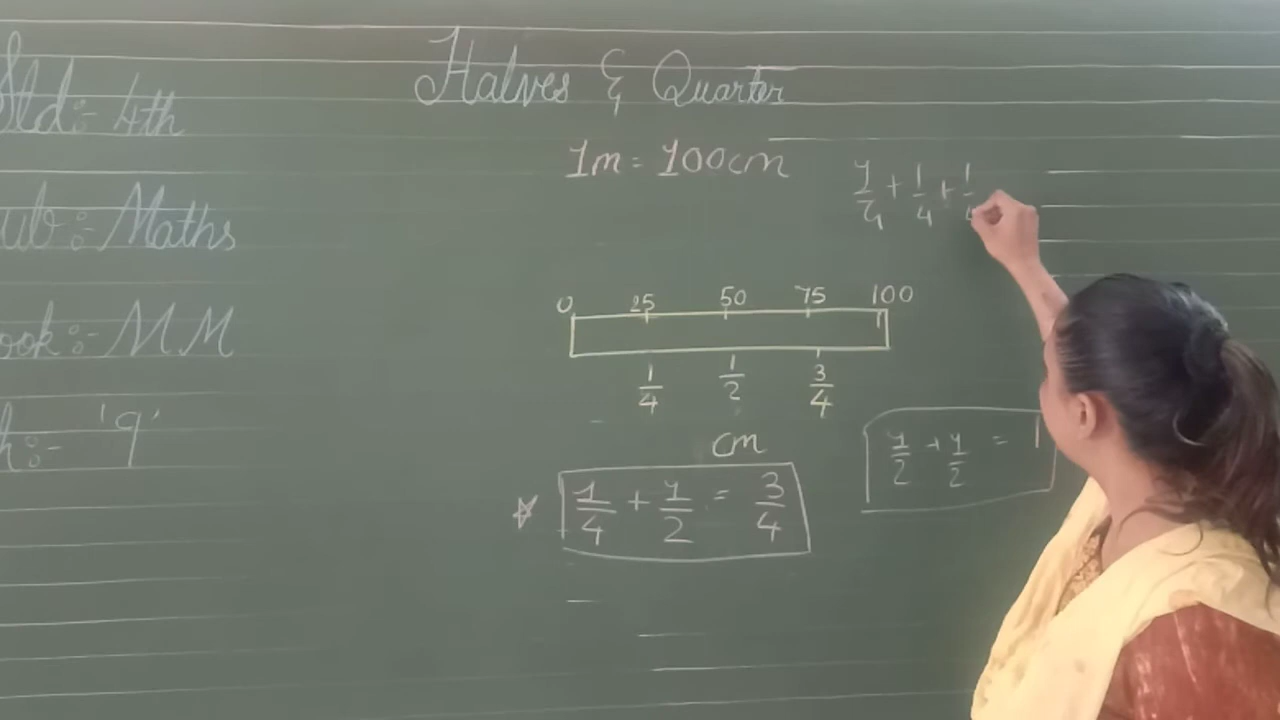 Halves & Quarter
Std:- 4th
1m = 100cm
1/4 + 1/4 + 1/4
ub:- Maths
0 25 50 75 100
ook:- MM
1/4 1/2 3/4
h:- '9'
cm
1/2 + 1/2 = 1
1/4 + 1/2 = 3/4